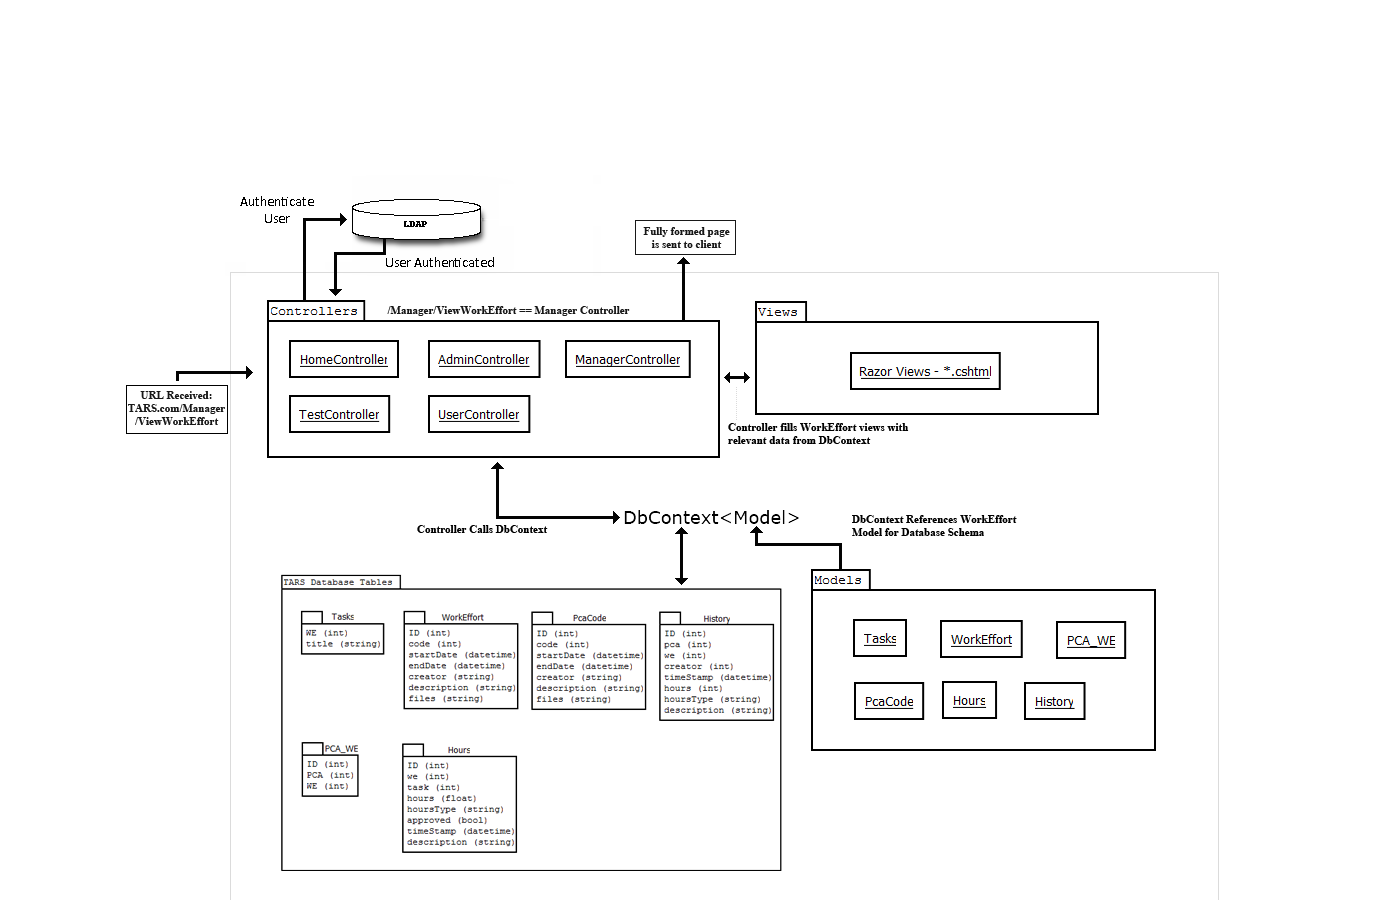 Authenticate
User
LDAP
User Authenticated
Fully formed page
is sent to client
Controllers
/Manager/ViewWorkEffort == Manager Controller
HomeController
AdminController
ManagerController
TestController
UserController
URL Received:
TARS.com/Manager
/ViewWorkEffort
Views
Razor Views - *.cshtml
Controller fills WorkEffort views with
relevant data from DbContext
Controller Calls DbContext
DbContext<Model>
DbContext References WorkEffort
Model for Database Schema
TARS Database Tables
Tasks
WE (int)
title (string)
WorkEffort
ID (int)
code (int)
startDate (datetime)
endDate (datetime)
creator (string)
description (string)
files (string)
PcaCode
ID (int)
code (int)
startDate (datetime)
endDate (datetime)
creator (string)
description (string)
files (string)
History
ID (int)
pca (int)
we (int)
creator (int)
timeStamp (datetime)
hours (int)
hoursType (string)
description (string)
PCA_WE
ID (int)
PCA (int)
WE (int)
Hours
ID (int)
we (int)
task (int)
hours (float)
hoursType (string)
approved (bool)
timeStamp (datetime)
description (string)
Models
Tasks
WorkEffort
PCA_WE
PcaCode
Hours
History